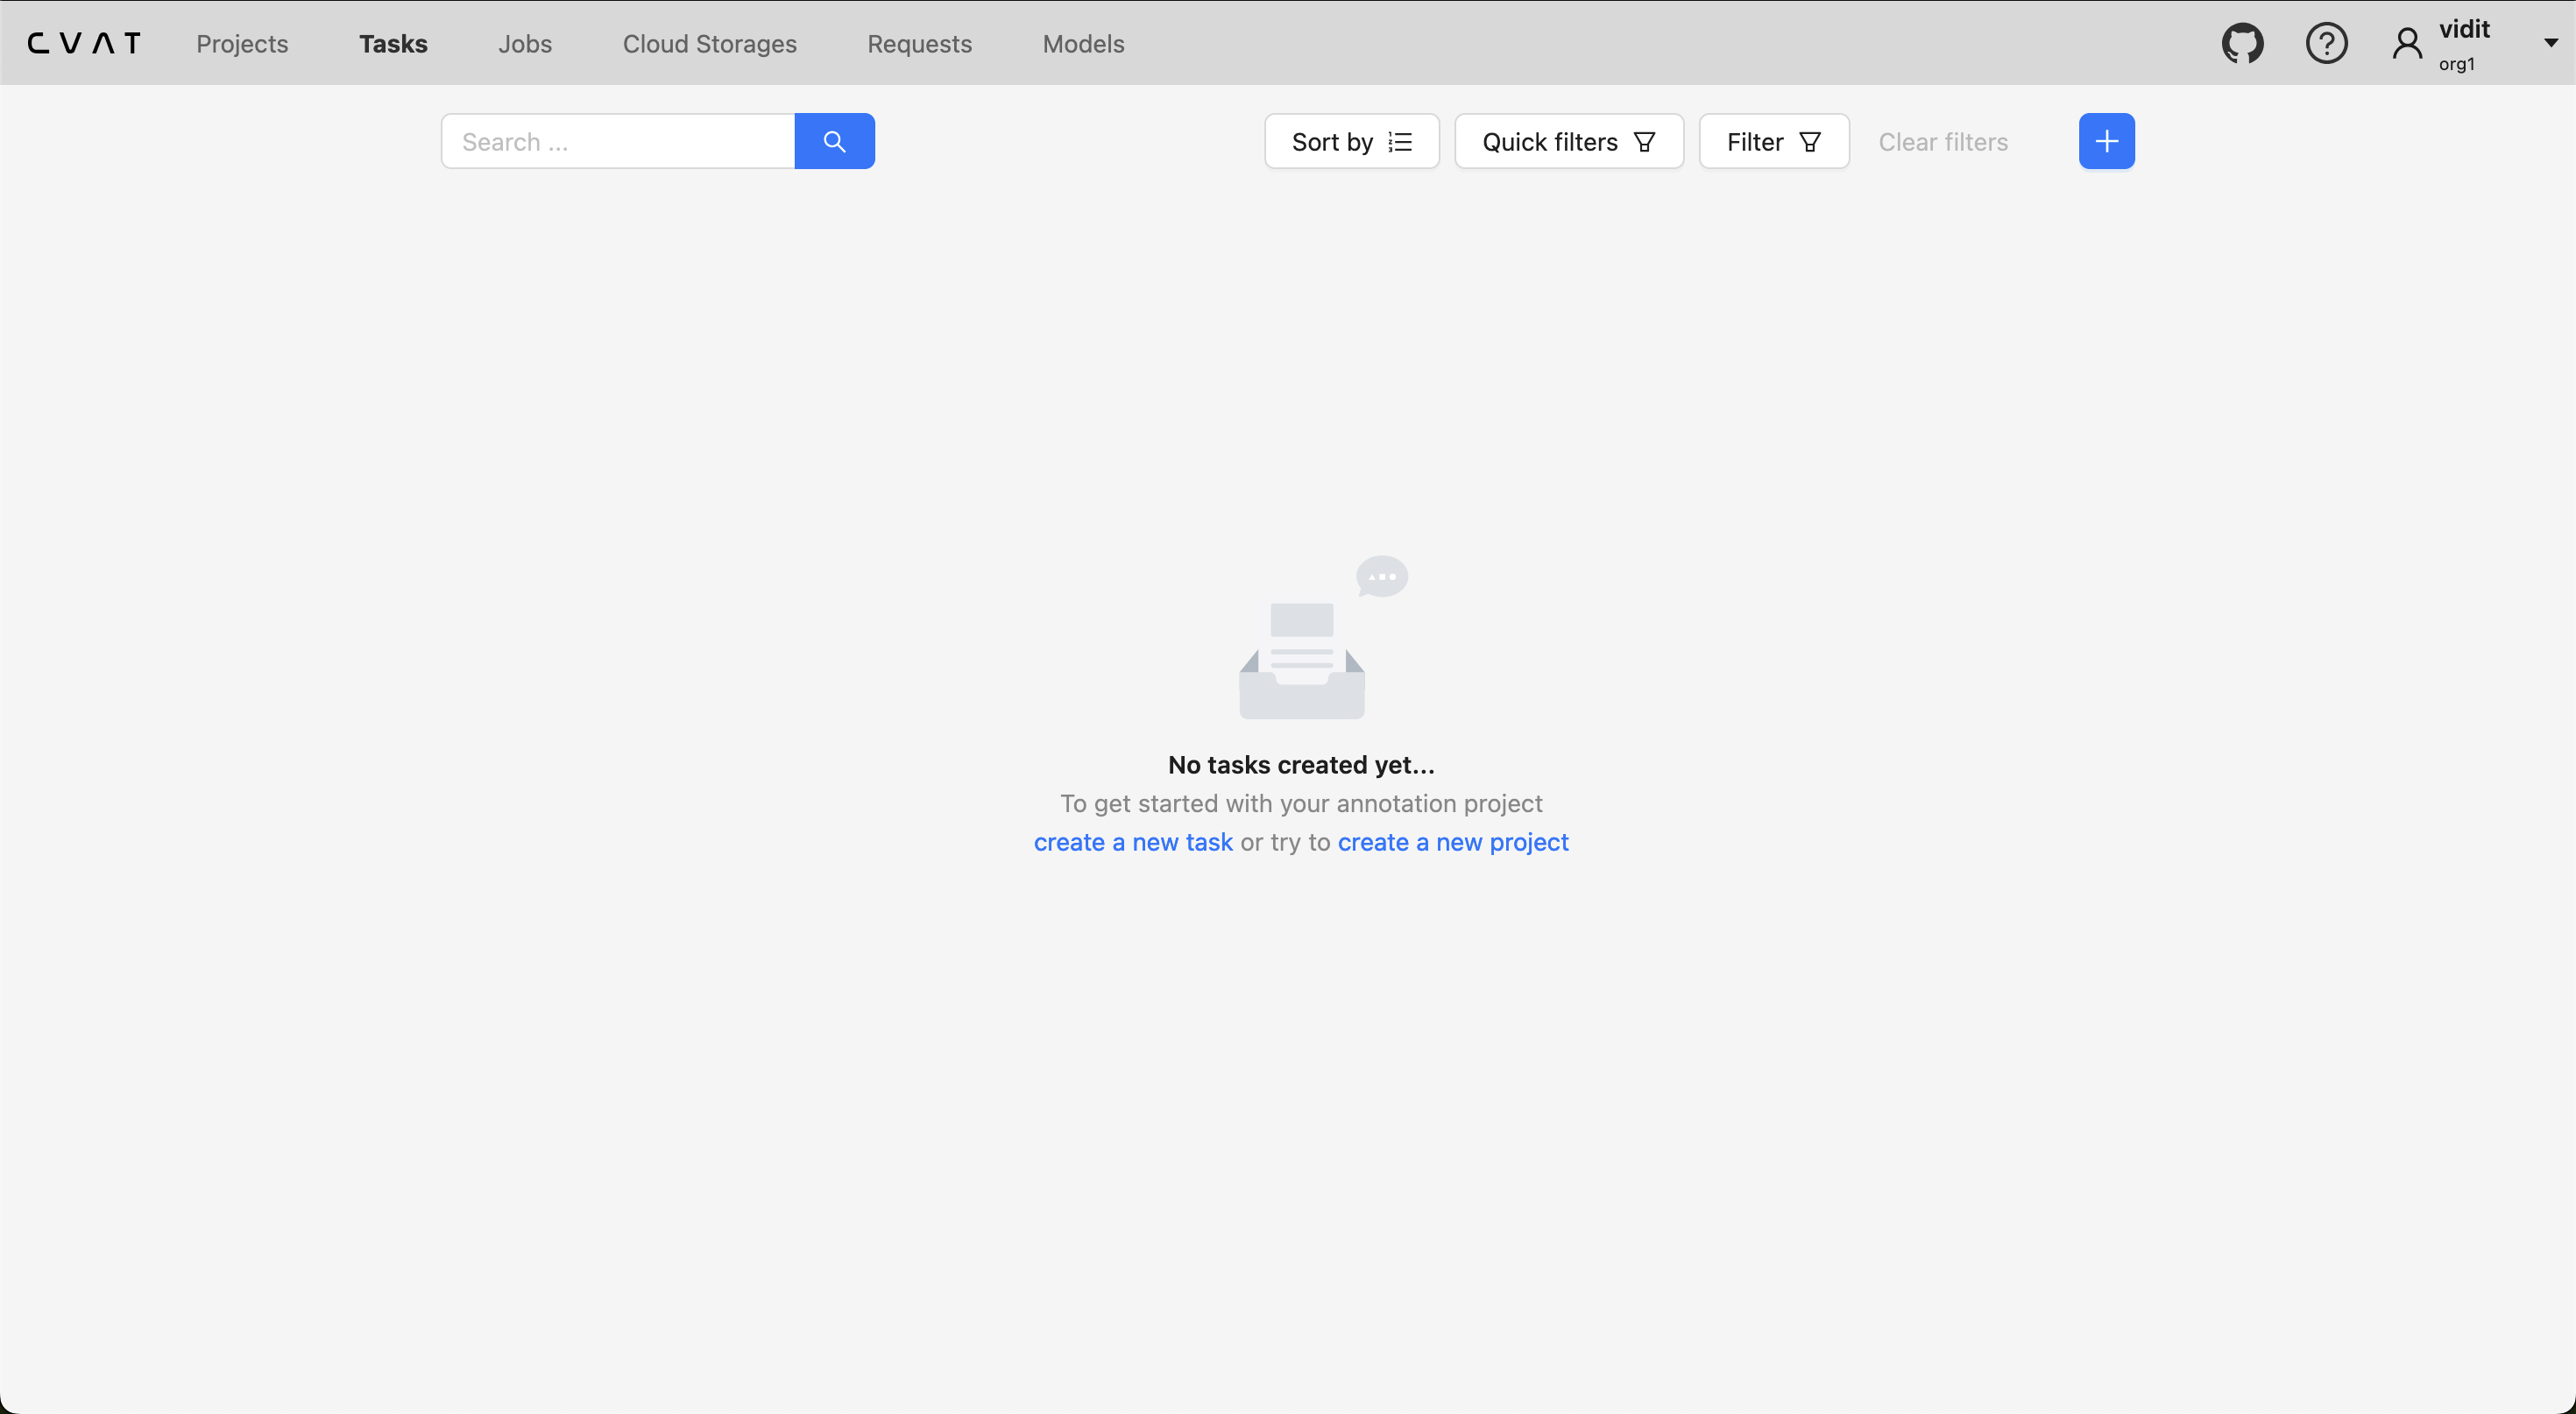 CVAT Projects Tasks Jobs Cloud Storages Requests Models vidit
org1
Search ... Sort by Quick filters Filter Clear filters
No tasks created yet...
To get started with your annotation project
create a new task or try to create a new project